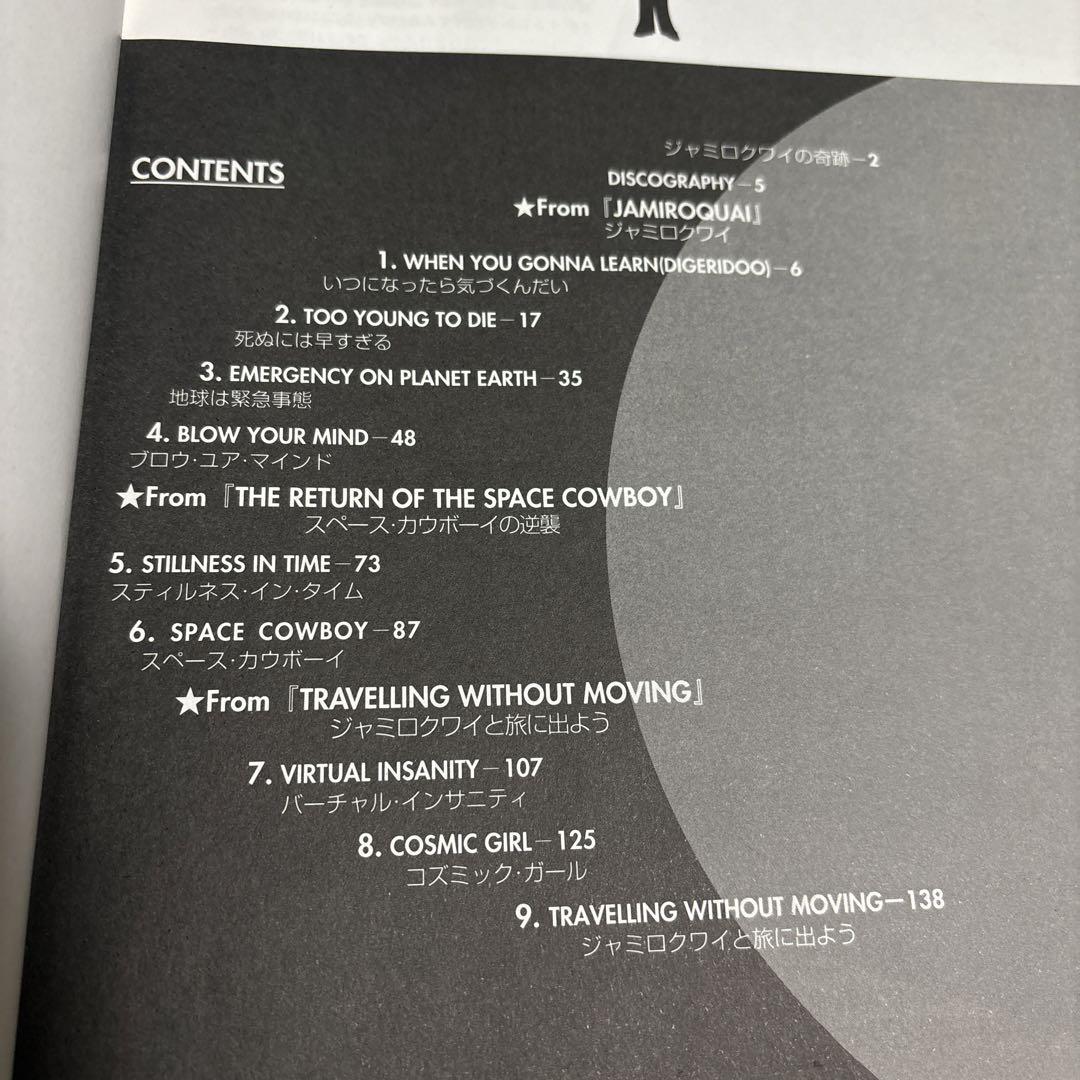 CONTENTS
ジャミロクワイの奇跡–2
DISCOGRAPHY–5
★From『JAMIROQUAI』
ジャミロクワイ
1. WHEN YOU GONNA LEARN(DIGERIDOO)–6
いつになったら気づくんだい
2. TOO YOUNG TO DIE–17
死ぬには早すぎる
3. EMERGENCY ON PLANET EARTH–35
地球は緊急事態
4. BLOW YOUR MIND–48
ブロウ・ユア・マインド
★From『THE RETURN OF THE SPACE COWBOY』
スペース・カウボーイの逆襲
5. STILLNESS IN TIME–73
スティルネス・イン・タイム
6. SPACE COWBOY–87
スペース・カウボーイ
★From『TRAVELLING WITHOUT MOVING』
ジャミロクワイと旅に出よう
7. VIRTUAL INSANITY–107
バーチャル・インサニティ
8. COSMIC GIRL–125
コズミック・ガール
9. TRAVELLING WITHOUT MOVING–138
ジャミロクワイと旅に出よう